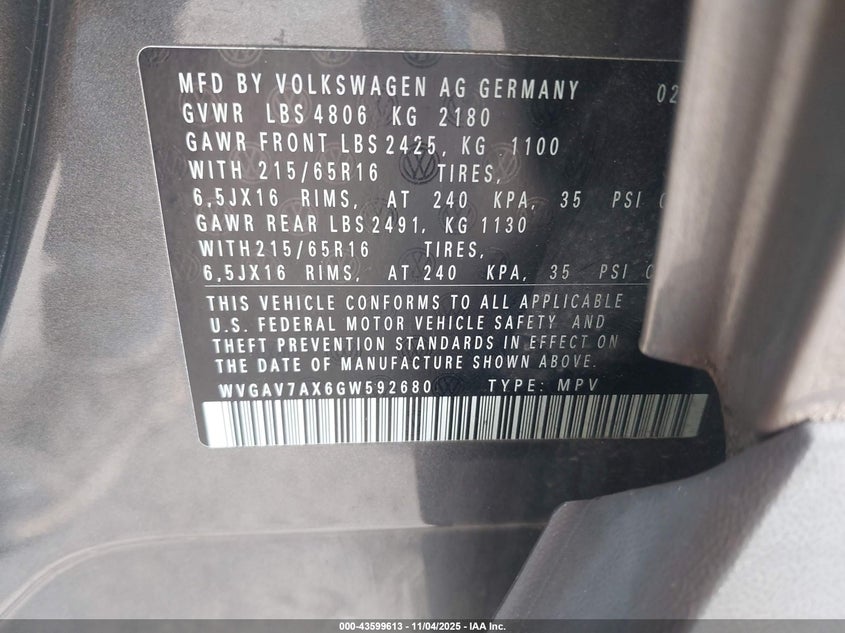 MFD BY VOLKSWAGEN AG GERMANY 02
GVWR LBS 4806 KG 2180
GAWR FRONT LBS 2425, KG 1100
WITH 215/65R16 TIRES,
6,5JX16 RIMS, AT 240 KPA, 35 PSI
GAWR REAR LBS 2491, KG 1130
WITH215/65R16 TIRES,
6,5JX16 RIMS, AT 240 KPA, 35 PSI
THIS VEHICLE CONFORMS TO ALL APPLICABLE
U.S. FEDERAL MOTOR VEHICLE SAFETY AND
THEFT PREVENTION STANDARDS IN EFFECT ON
THE DATE OF MANUFACTURE SHOWN ABOVE.
WVGAV7AX6GW592680 TYPE: MPV
000-43599613 - 11/04/2025 - IAA Inc.